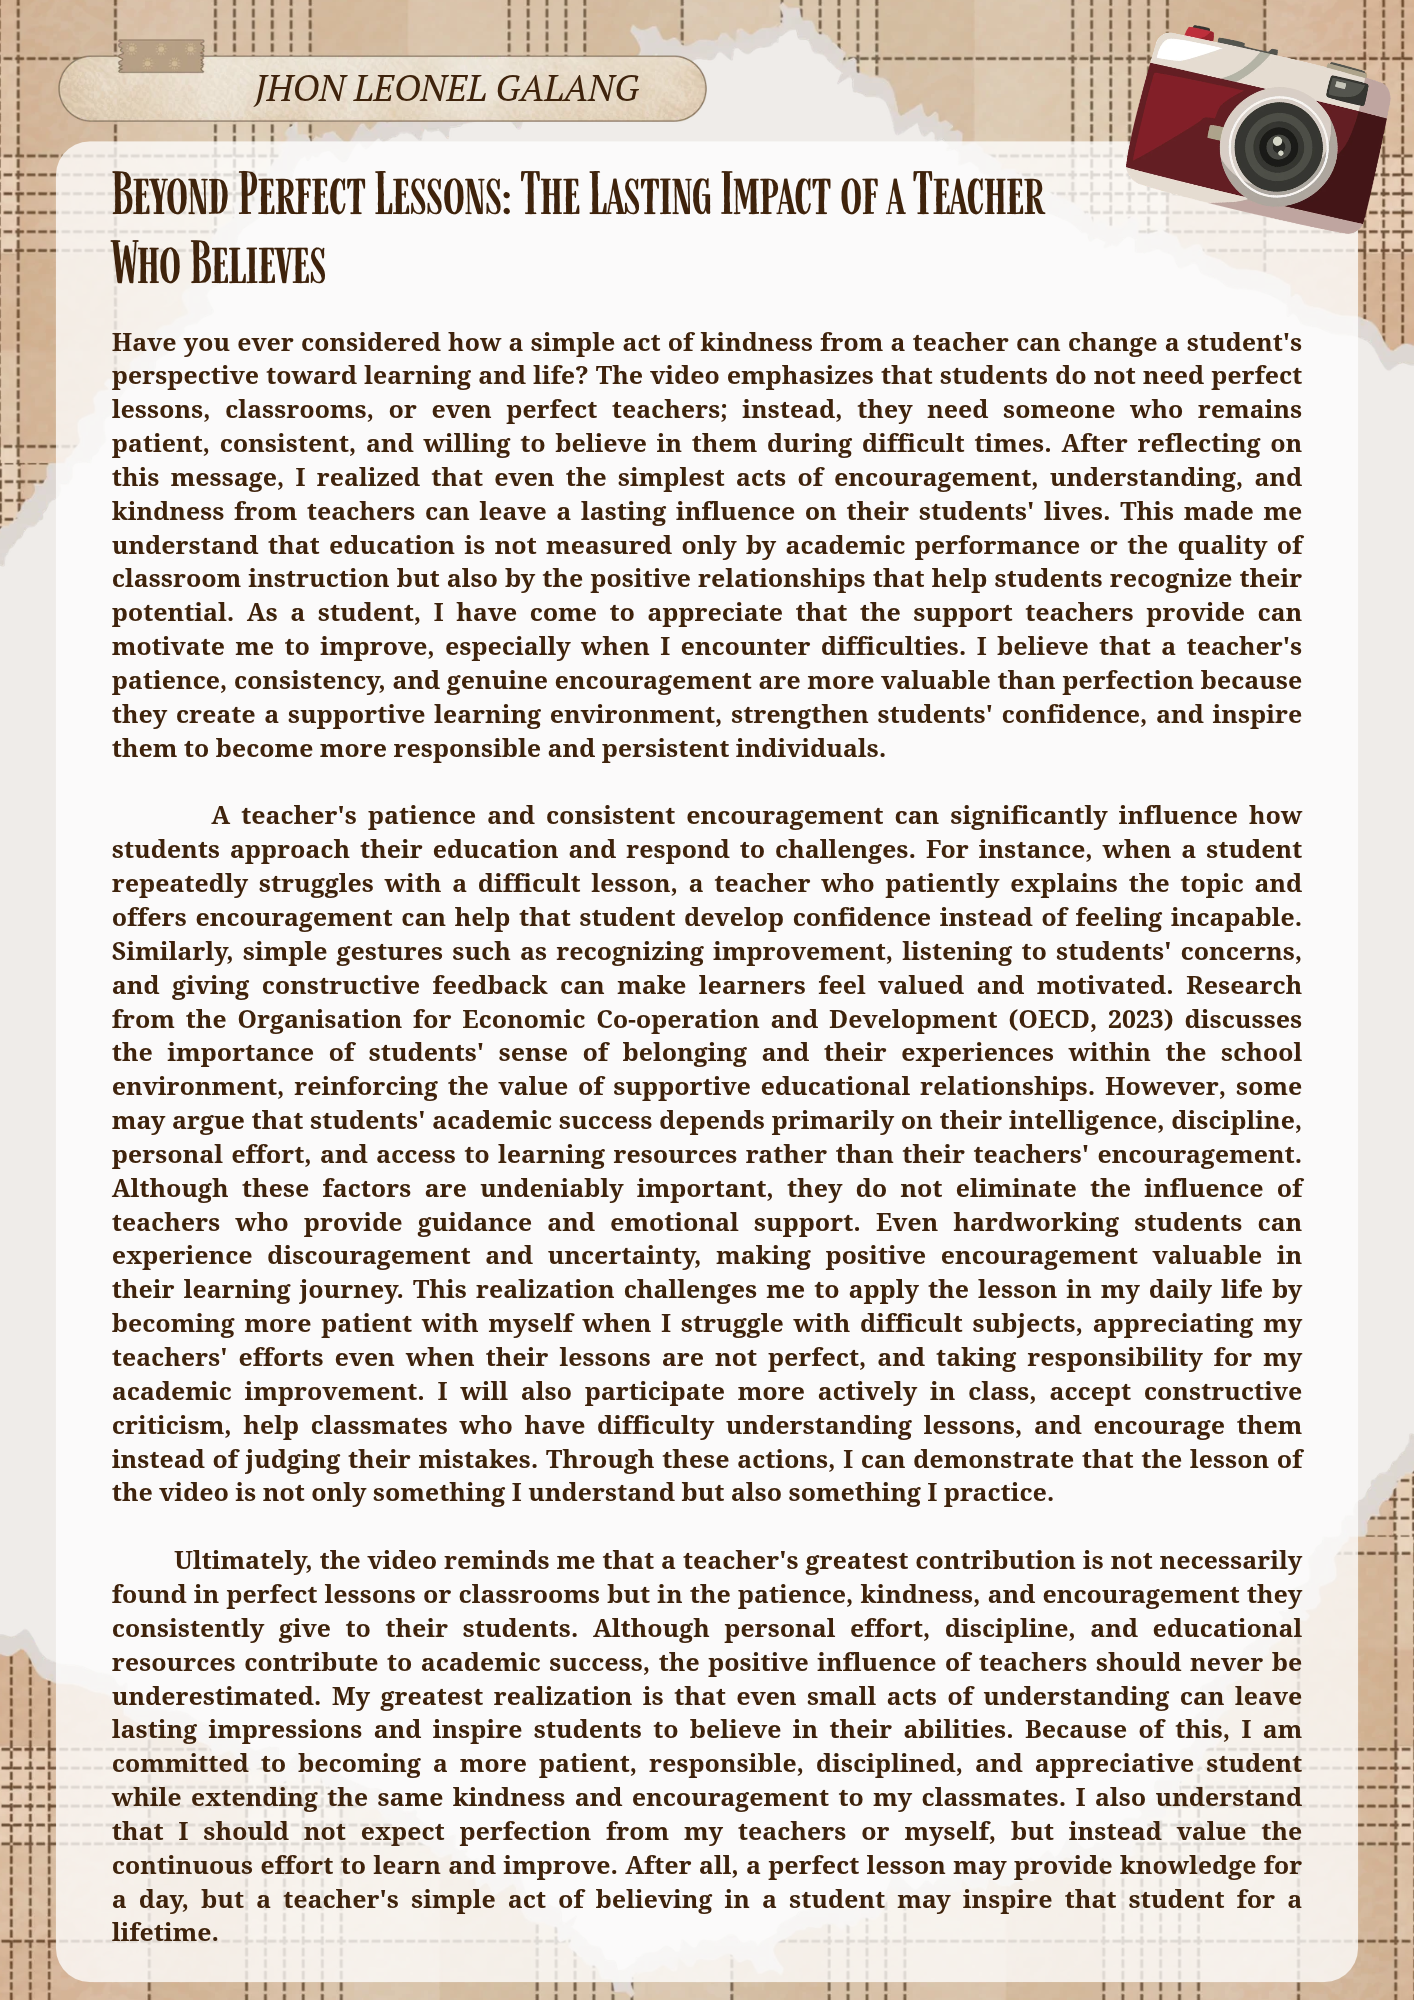 JHON LEONEL GALANG
BEYOND PERFECT LESSONS: THE LASTING IMPACT OF A TEACHER
WHO BELIEVES
Have you ever considered how a simple act of kindness from a teacher can change a student's
perspective toward learning and life? The video emphasizes that students do not need perfect
lessons, classrooms, or even perfect teachers; instead, they need someone who remains
patient, consistent, and willing to believe in them during difficult times. After reflecting on
this message, I realized that even the simplest acts of encouragement, understanding, and
kindness from teachers can leave a lasting influence on their students' lives. This made me
understand that education is not measured only by academic performance or the quality of
classroom instruction but also by the positive relationships that help students recognize their
potential. As a student, I have come to appreciate that the support teachers provide can
motivate me to improve, especially when I encounter difficulties. I believe that a teacher's
patience, consistency, and genuine encouragement are more valuable than perfection because
they create a supportive learning environment, strengthen students' confidence, and inspire
them to become more responsible and persistent individuals.
A teacher's patience and consistent encouragement can significantly influence how
students approach their education and respond to challenges. For instance, when a student
repeatedly struggles with a difficult lesson, a teacher who patiently explains the topic and
offers encouragement can help that student develop confidence instead of feeling incapable.
Similarly, simple gestures such as recognizing improvement, listening to students' concerns,
and giving constructive feedback can make learners feel valued and motivated. Research
from the Organisation for Economic Co-operation and Development (OECD, 2023) discusses
the importance of students' sense of belonging and their experiences within the school
environment, reinforcing the value of supportive educational relationships. However, some
may argue that students' academic success depends primarily on their intelligence, discipline,
personal effort, and access to learning resources rather than their teachers' encouragement.
Although these factors are undeniably important, they do not eliminate the influence of
teachers who provide guidance and emotional support. Even hardworking students can
experience discouragement and uncertainty, making positive encouragement valuable in
their learning journey. This realization challenges me to apply the lesson in my daily life by
becoming more patient with myself when I struggle with difficult subjects, appreciating my
teachers' efforts even when their lessons are not perfect, and taking responsibility for my
academic improvement. I will also participate more actively in class, accept constructive
criticism, help classmates who have difficulty understanding lessons, and encourage them
instead of judging their mistakes. Through these actions, I can demonstrate that the lesson of
the video is not only something I understand but also something I practice.
Ultimately, the video reminds me that a teacher's greatest contribution is not necessarily
found in perfect lessons or classrooms but in the patience, kindness, and encouragement they
consistently give to their students. Although personal effort, discipline, and educational
resources contribute to academic success, the positive influence of teachers should never be
underestimated. My greatest realization is that even small acts of understanding can leave
lasting impressions and inspire students to believe in their abilities. Because of this, I am
committed to becoming a more patient, responsible, disciplined, and appreciative student
while extending the same kindness and encouragement to my classmates. I also understand
that I should not expect perfection from my teachers or myself, but instead value the
continuous effort to learn and improve. After all, a perfect lesson may provide knowledge for
a day, but a teacher's simple act of believing in a student may inspire that student for a
lifetime.